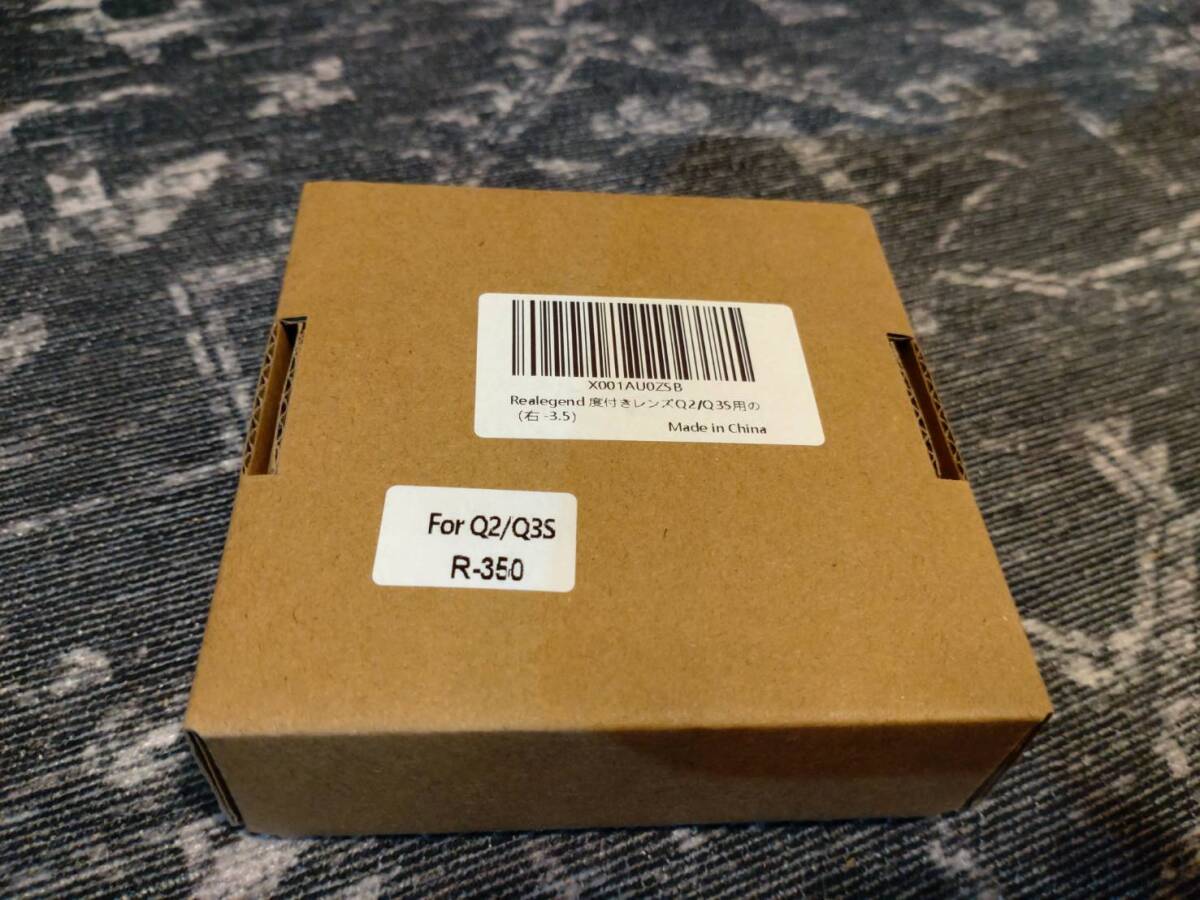 X001AU0ZSB
Realegend 度付きレンズQ2/Q3S用の
（右 -3.5）
Made in China
For Q2/Q3S
R-350